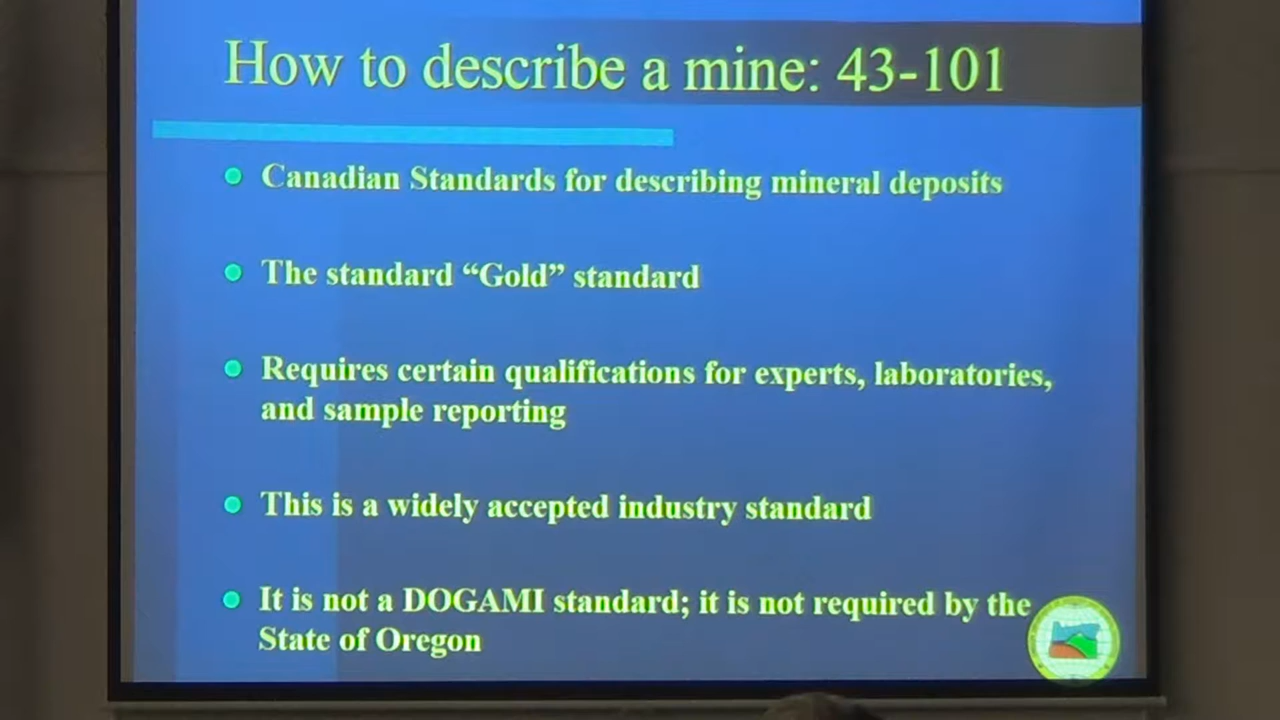 How to describe a mine: 43-101
Canadian Standards for describing mineral deposits
The standard “Gold” standard
Requires certain qualifications for experts, laboratories,
and sample reporting
This is a widely accepted industry standard
It is not a DOGAMI standard; it is not required by the
State of Oregon